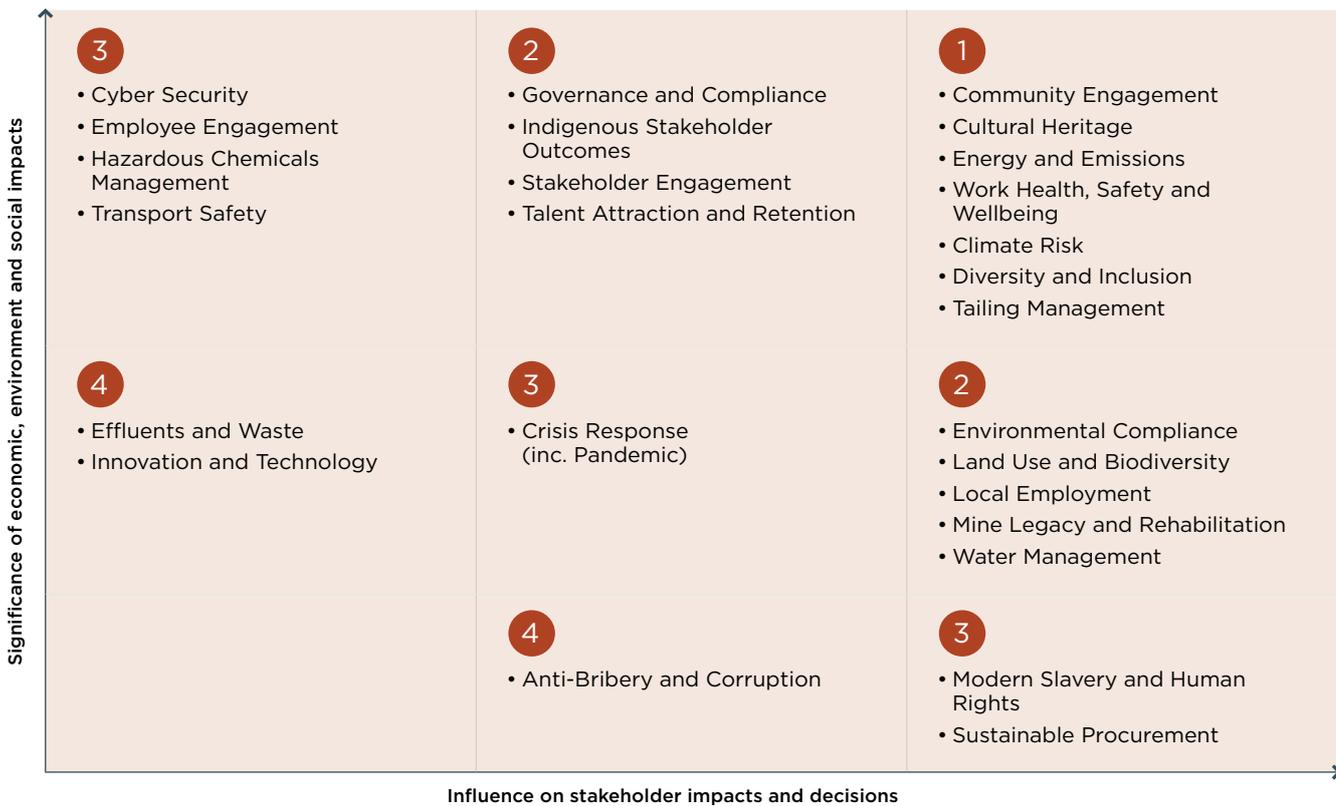 Significance of economic, environment and social impacts
3
• Cyber Security
• Employee Engagement
• Hazardous Chemicals
Management
• Transport Safety
2
• Governance and Compliance
• Indigenous Stakeholder
Outcomes
• Stakeholder Engagement
• Talent Attraction and Retention
1
• Community Engagement
• Cultural Heritage
• Energy and Emissions
• Work Health, Safety and
Wellbeing
• Climate Risk
• Diversity and Inclusion
• Tailing Management
4
• Effluents and Waste
• Innovation and Technology
3
• Crisis Response
(inc. Pandemic)
2
• Environmental Compliance
• Land Use and Biodiversity
• Local Employment
• Mine Legacy and Rehabilitation
• Water Management
4
• Anti-Bribery and Corruption
3
• Modern Slavery and Human
Rights
• Sustainable Procurement
Influence on stakeholder impacts and decisions